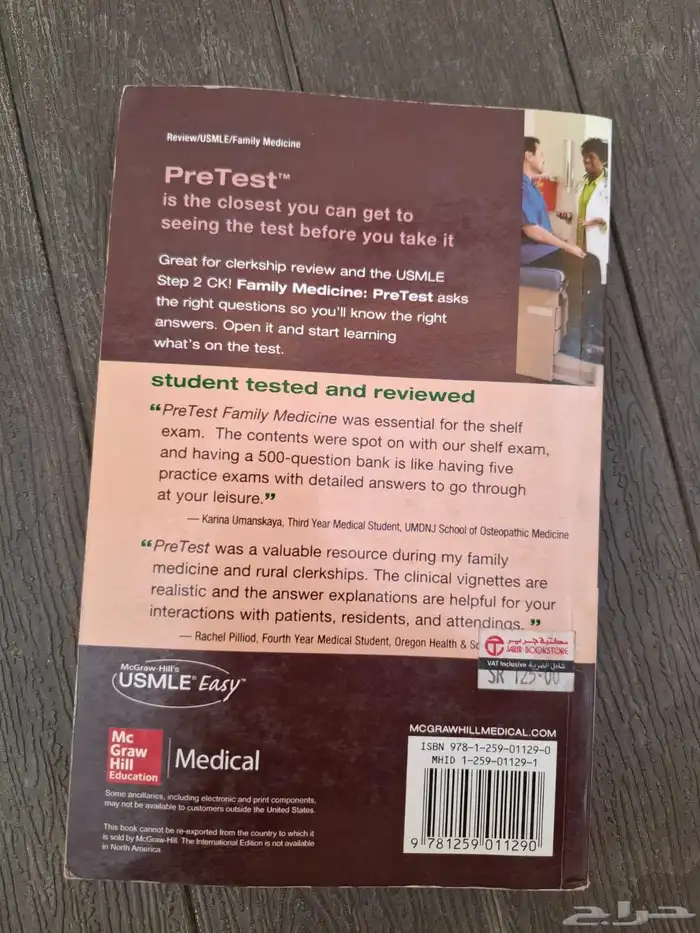 Review/USMLE/Family Medicine
PreTest™
is the closest you can get to
seeing the test before you take it
Great for clerkship review and the USMLE
Step 2 CK! Family Medicine: PreTest asks
the right questions so you'll know the right
answers. Open it and start learning
what's on the test.
student tested and reviewed
“PreTest Family Medicine was essential for the shelf
exam. The contents were spot on with our shelf exam,
and having a 500-question bank is like having five
practice exams with detailed answers to go through
at your leisure.”
— Karina Umanskaya, Third Year Medical Student, UMDNJ School of Osteopathic Medicine
“PreTest was a valuable resource during my family
medicine and rural clerkships. The clinical vignettes are
realistic and the answer explanations are helpful for your
interactions with patients, residents, and attendings.”
— Rachel Pilliod, Fourth Year Medical Student, Oregon Health & Sc
مكتبة جرير
JARIR BOOKSTORE
VAT Inclusive شامل الضريبة
SR 125.00
McGraw-Hill's
USMLE® Easy™
Mc
Graw
Hill
Education
Medical
MCGRAWHILLMEDICAL.COM
ISBN 978-1-259-01129-0
MHID 1-259-01129-1
9 781259 011290
Some ancillaries, including electronic and print components,
may not be available to customers outside the United States.
This book cannot be re-exported from the country to which it
is sold by McGraw-Hill. The International Edition is not available
in North America.
حراج